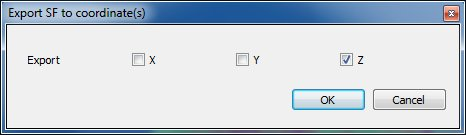 Export SF to coordinate(s)
Export X Y Z
OK Cancel